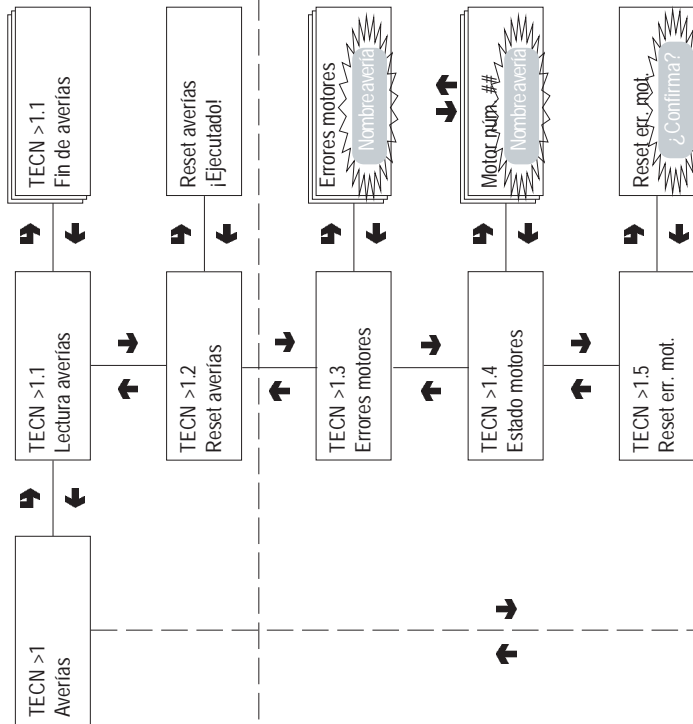 TECN >1
Averías
TECN >1.1
Lectura averías
TECN >1.1
Fin de averías
TECN >1.2
Reset averías
Reset averías
¡Ejecutado!
TECN >1.3
Errores motores
Errores motores
Nombre avería
TECN >1.4
Estado motores
Motor num. ##
Nombre avería
TECN >1.5
Reset err. mot.
Reset err. mot.
¿Confirma?